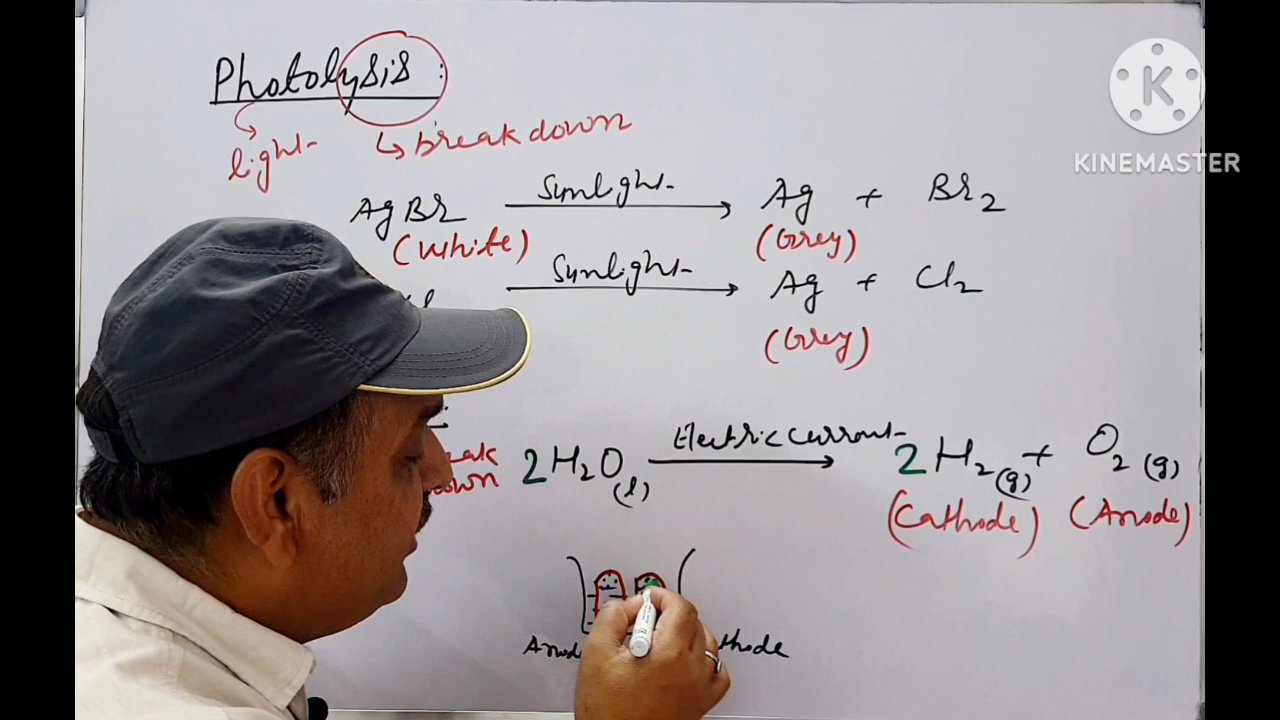 Photolysis :
light
breakdown
K
KINEMASTER
AgBr Sunlight Ag + Br2
(White) (Grey)
Sunlight Ag + Cl2
(Grey)
2H2O(l) Electric current 2H2(g) + O2(g)
(Cathode) (Anode)